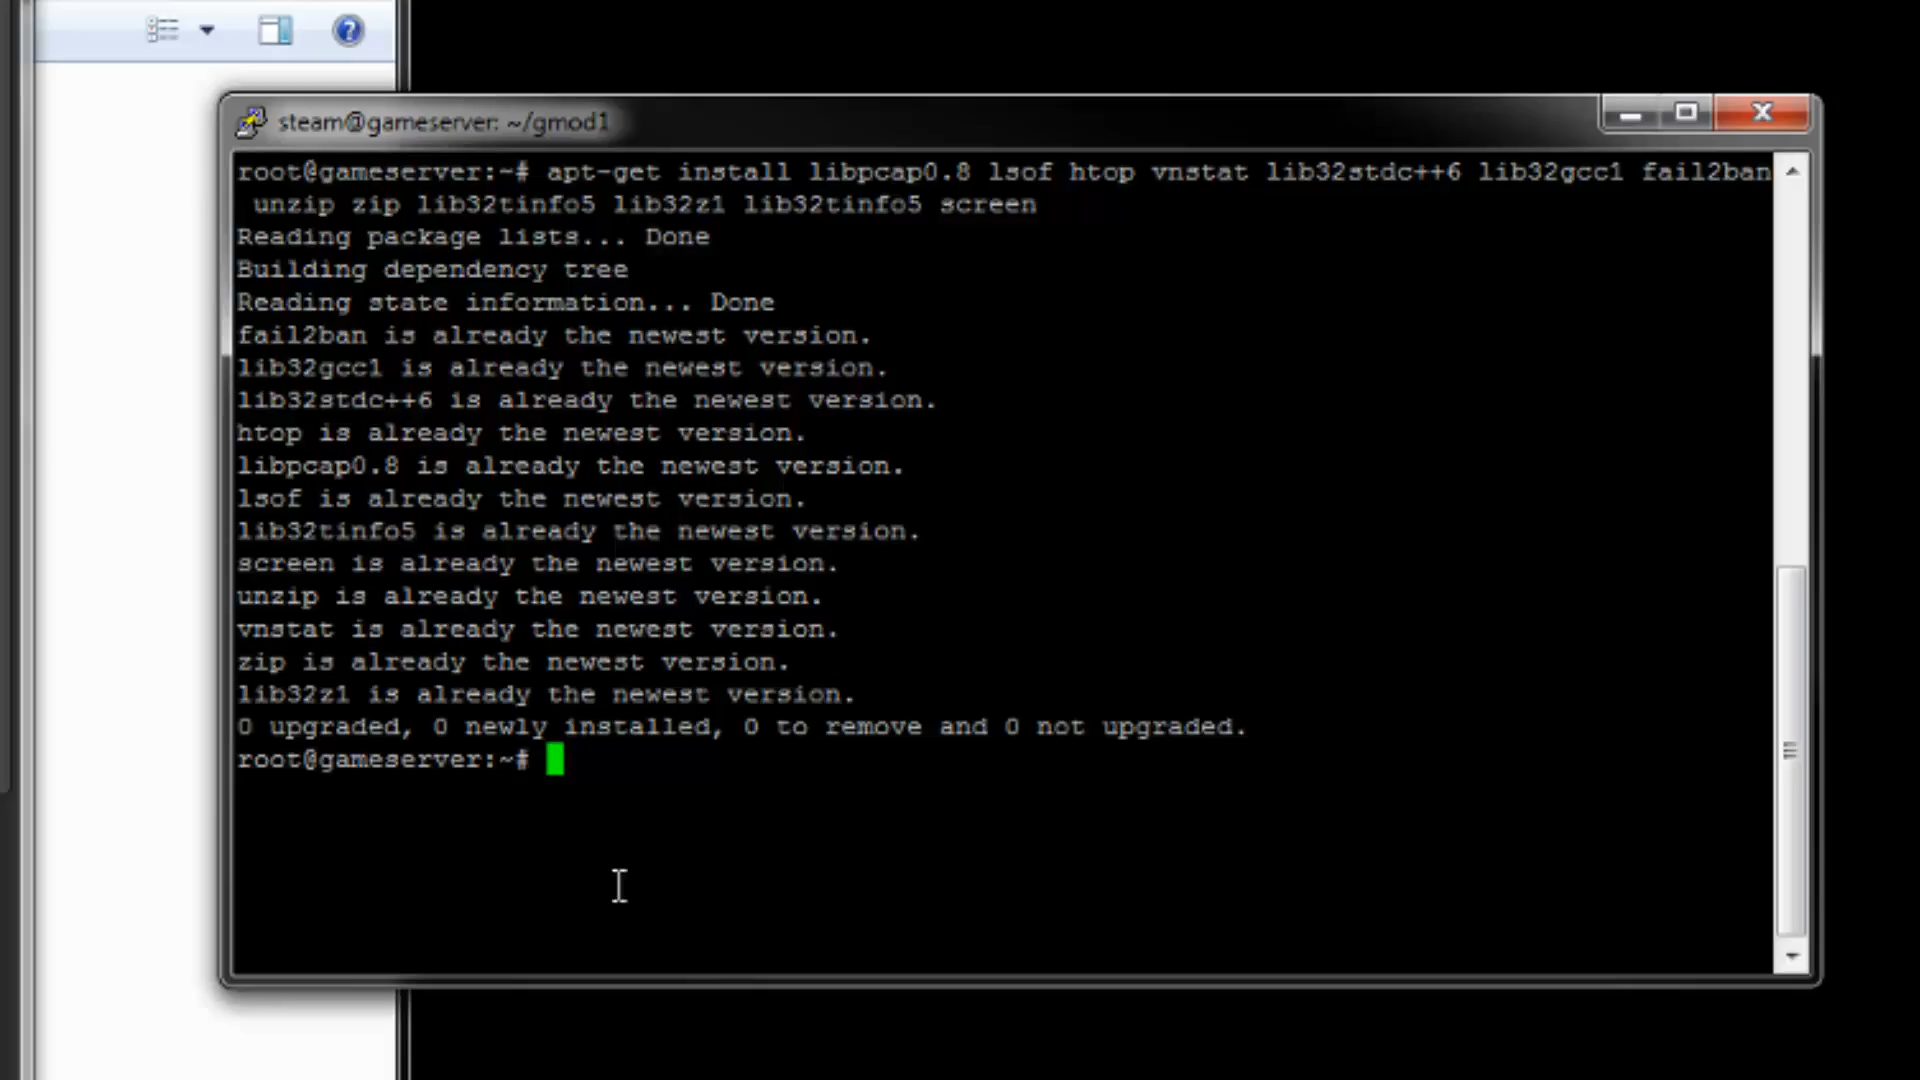 steam@gameserver: ~/gmod1
root@gameserver:~# apt-get install libpcap0.8 lsof htop vnstat lib32stdc++6 lib32gcc1 fail2ban
unzip zip lib32tinfo5 lib32z1 lib32tinfo5 screen
Reading package lists... Done
Building dependency tree
Reading state information... Done
fail2ban is already the newest version.
lib32gcc1 is already the newest version.
lib32stdc++6 is already the newest version.
htop is already the newest version.
libpcap0.8 is already the newest version.
lsof is already the newest version.
lib32tinfo5 is already the newest version.
screen is already the newest version.
unzip is already the newest version.
vnstat is already the newest version.
zip is already the newest version.
lib32z1 is already the newest version.
0 upgraded, 0 newly installed, 0 to remove and 0 not upgraded.
root@gameserver:~#